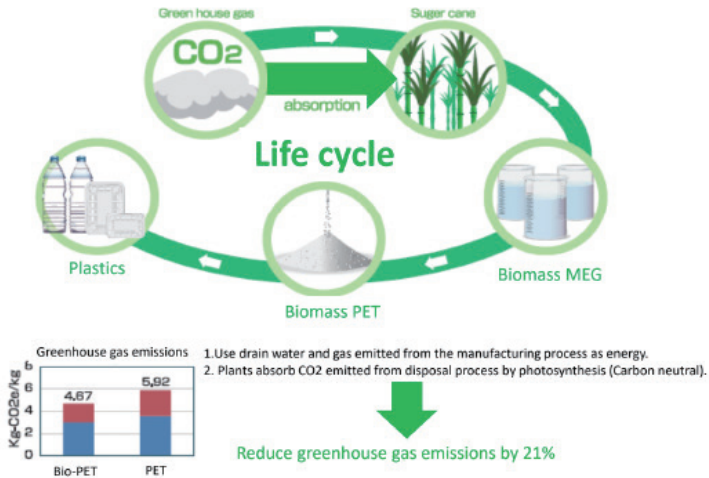 Green house gas
Sugar cane
CO2
absorption
Life cycle
Plastics
Biomass PET
Biomass MEG
Greenhouse gas emissions
Kg-CO2e/kg
6
4
2
0
4,67
5,92
Bio-PET
PET
1.Use drain water and gas emitted from the manufacturing process as energy.
2. Plants absorb CO2 emitted from disposal process by photosynthesis (Carbon neutral).
Reduce greenhouse gas emissions by 21%